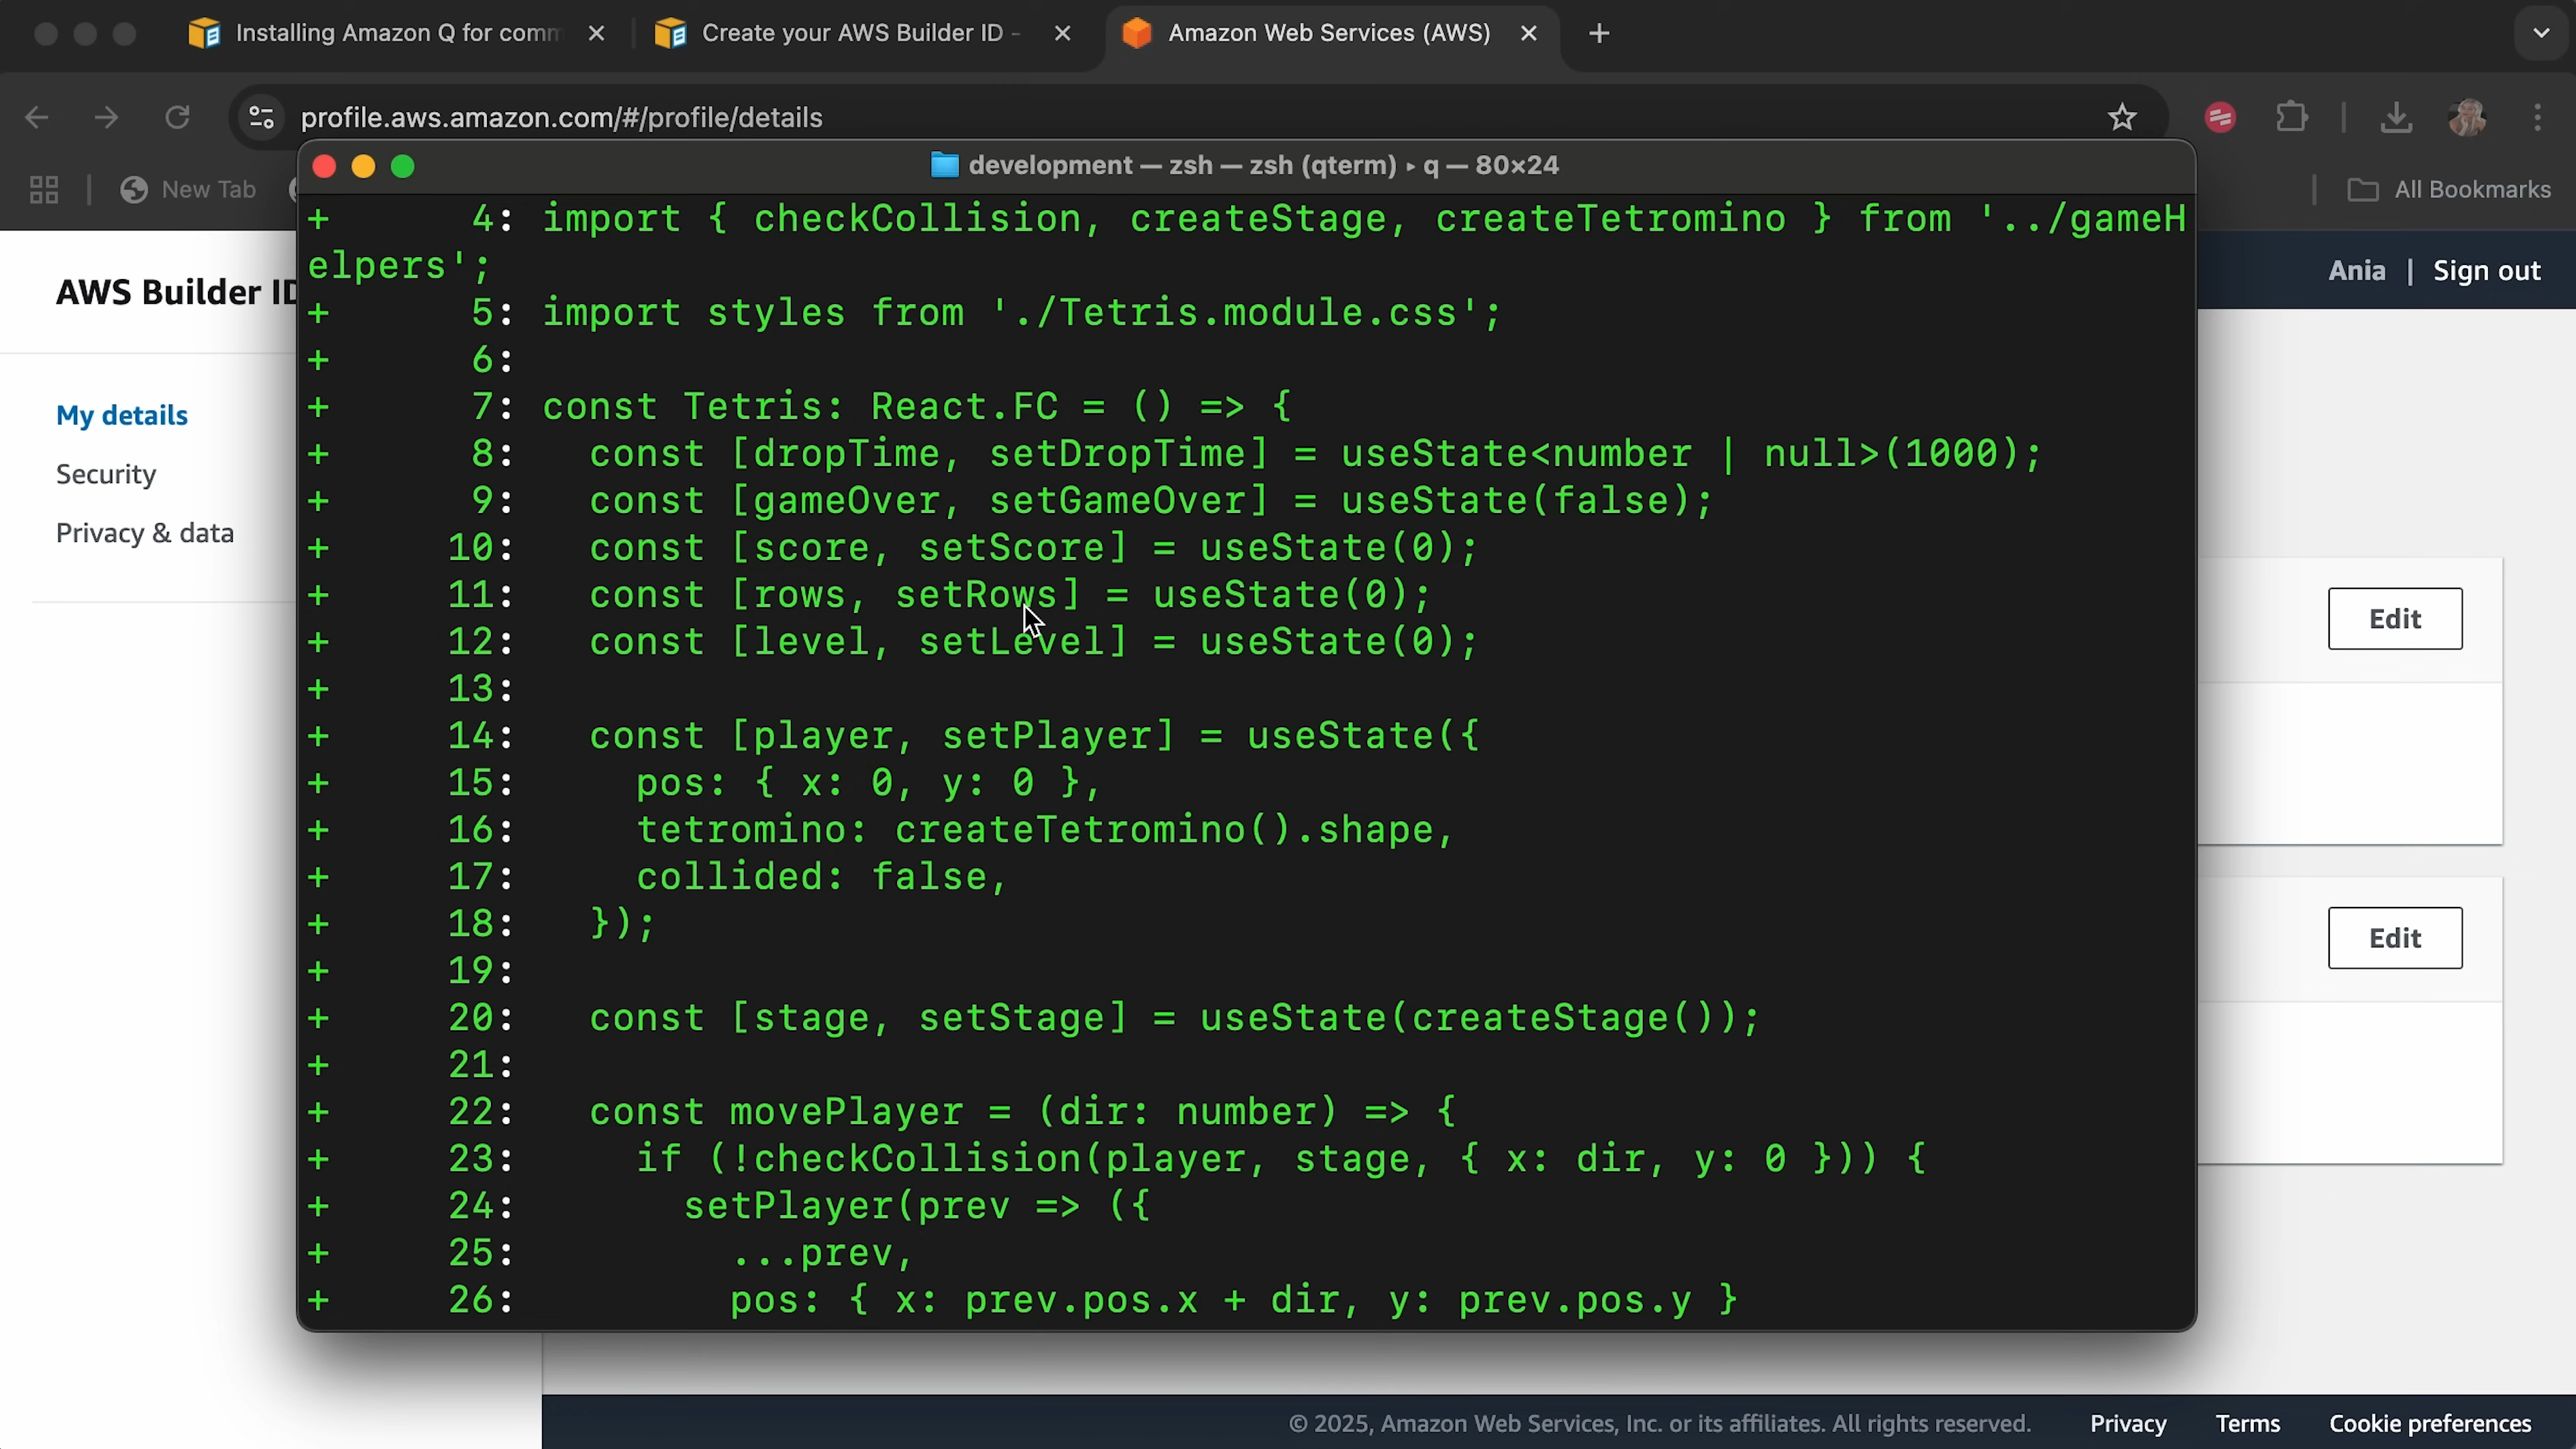 Installing Amazon Q for comm
Create your AWS Builder ID -
Amazon Web Services (AWS)
profile.aws.amazon.com/#/profile/details
New Tab
All Bookmarks
development — zsh — zsh (qterm) ▸ q — 80×24
AWS Builder ID
Ania | Sign out
My details
Security
Privacy & data
Edit
Edit
+ 4: import { checkCollision, createStage, createTetromino } from '../gameH
elpers';
+ 5: import styles from './Tetris.module.css';
+ 6:
+ 7: const Tetris: React.FC = () => {
+ 8:   const [dropTime, setDropTime] = useState<number | null>(1000);
+ 9:   const [gameOver, setGameOver] = useState(false);
+ 10:   const [score, setScore] = useState(0);
+ 11:   const [rows, setRows] = useState(0);
+ 12:   const [level, setLevel] = useState(0);
+ 13:
+ 14:   const [player, setPlayer] = useState({
+ 15:     pos: { x: 0, y: 0 },
+ 16:     tetromino: createTetromino().shape,
+ 17:     collided: false,
+ 18:   });
+ 19:
+ 20:   const [stage, setStage] = useState(createStage());
+ 21:
+ 22:   const movePlayer = (dir: number) => {
+ 23:     if (!checkCollision(player, stage, { x: dir, y: 0 })) {
+ 24:       setPlayer(prev => ({
+ 25:         ...prev,
+ 26:         pos: { x: prev.pos.x + dir, y: prev.pos.y }
© 2025, Amazon Web Services, Inc. or its affiliates. All rights reserved.
Privacy
Terms
Cookie preferences